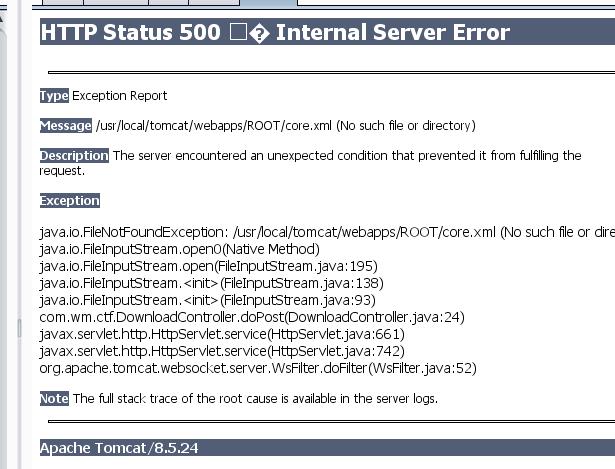 HTTP Status 500 □� Internal Server Error
Type Exception Report
Message /usr/local/tomcat/webapps/ROOT/core.xml (No such file or directory)
Description The server encountered an unexpected condition that prevented it from fulfilling the
request.
Exception
java.io.FileNotFoundException: /usr/local/tomcat/webapps/ROOT/core.xml (No such file or dire
java.io.FileInputStream.open0(Native Method)
java.io.FileInputStream.open(FileInputStream.java:195)
java.io.FileInputStream.<init>(FileInputStream.java:138)
java.io.FileInputStream.<init>(FileInputStream.java:93)
com.wm.ctf.DownloadController.doPost(DownloadController.java:24)
javax.servlet.http.HttpServlet.service(HttpServlet.java:661)
javax.servlet.http.HttpServlet.service(HttpServlet.java:742)
org.apache.tomcat.websocket.server.WsFilter.doFilter(WsFilter.java:52)
Note The full stack trace of the root cause is available in the server logs.
Apache Tomcat/8.5.24